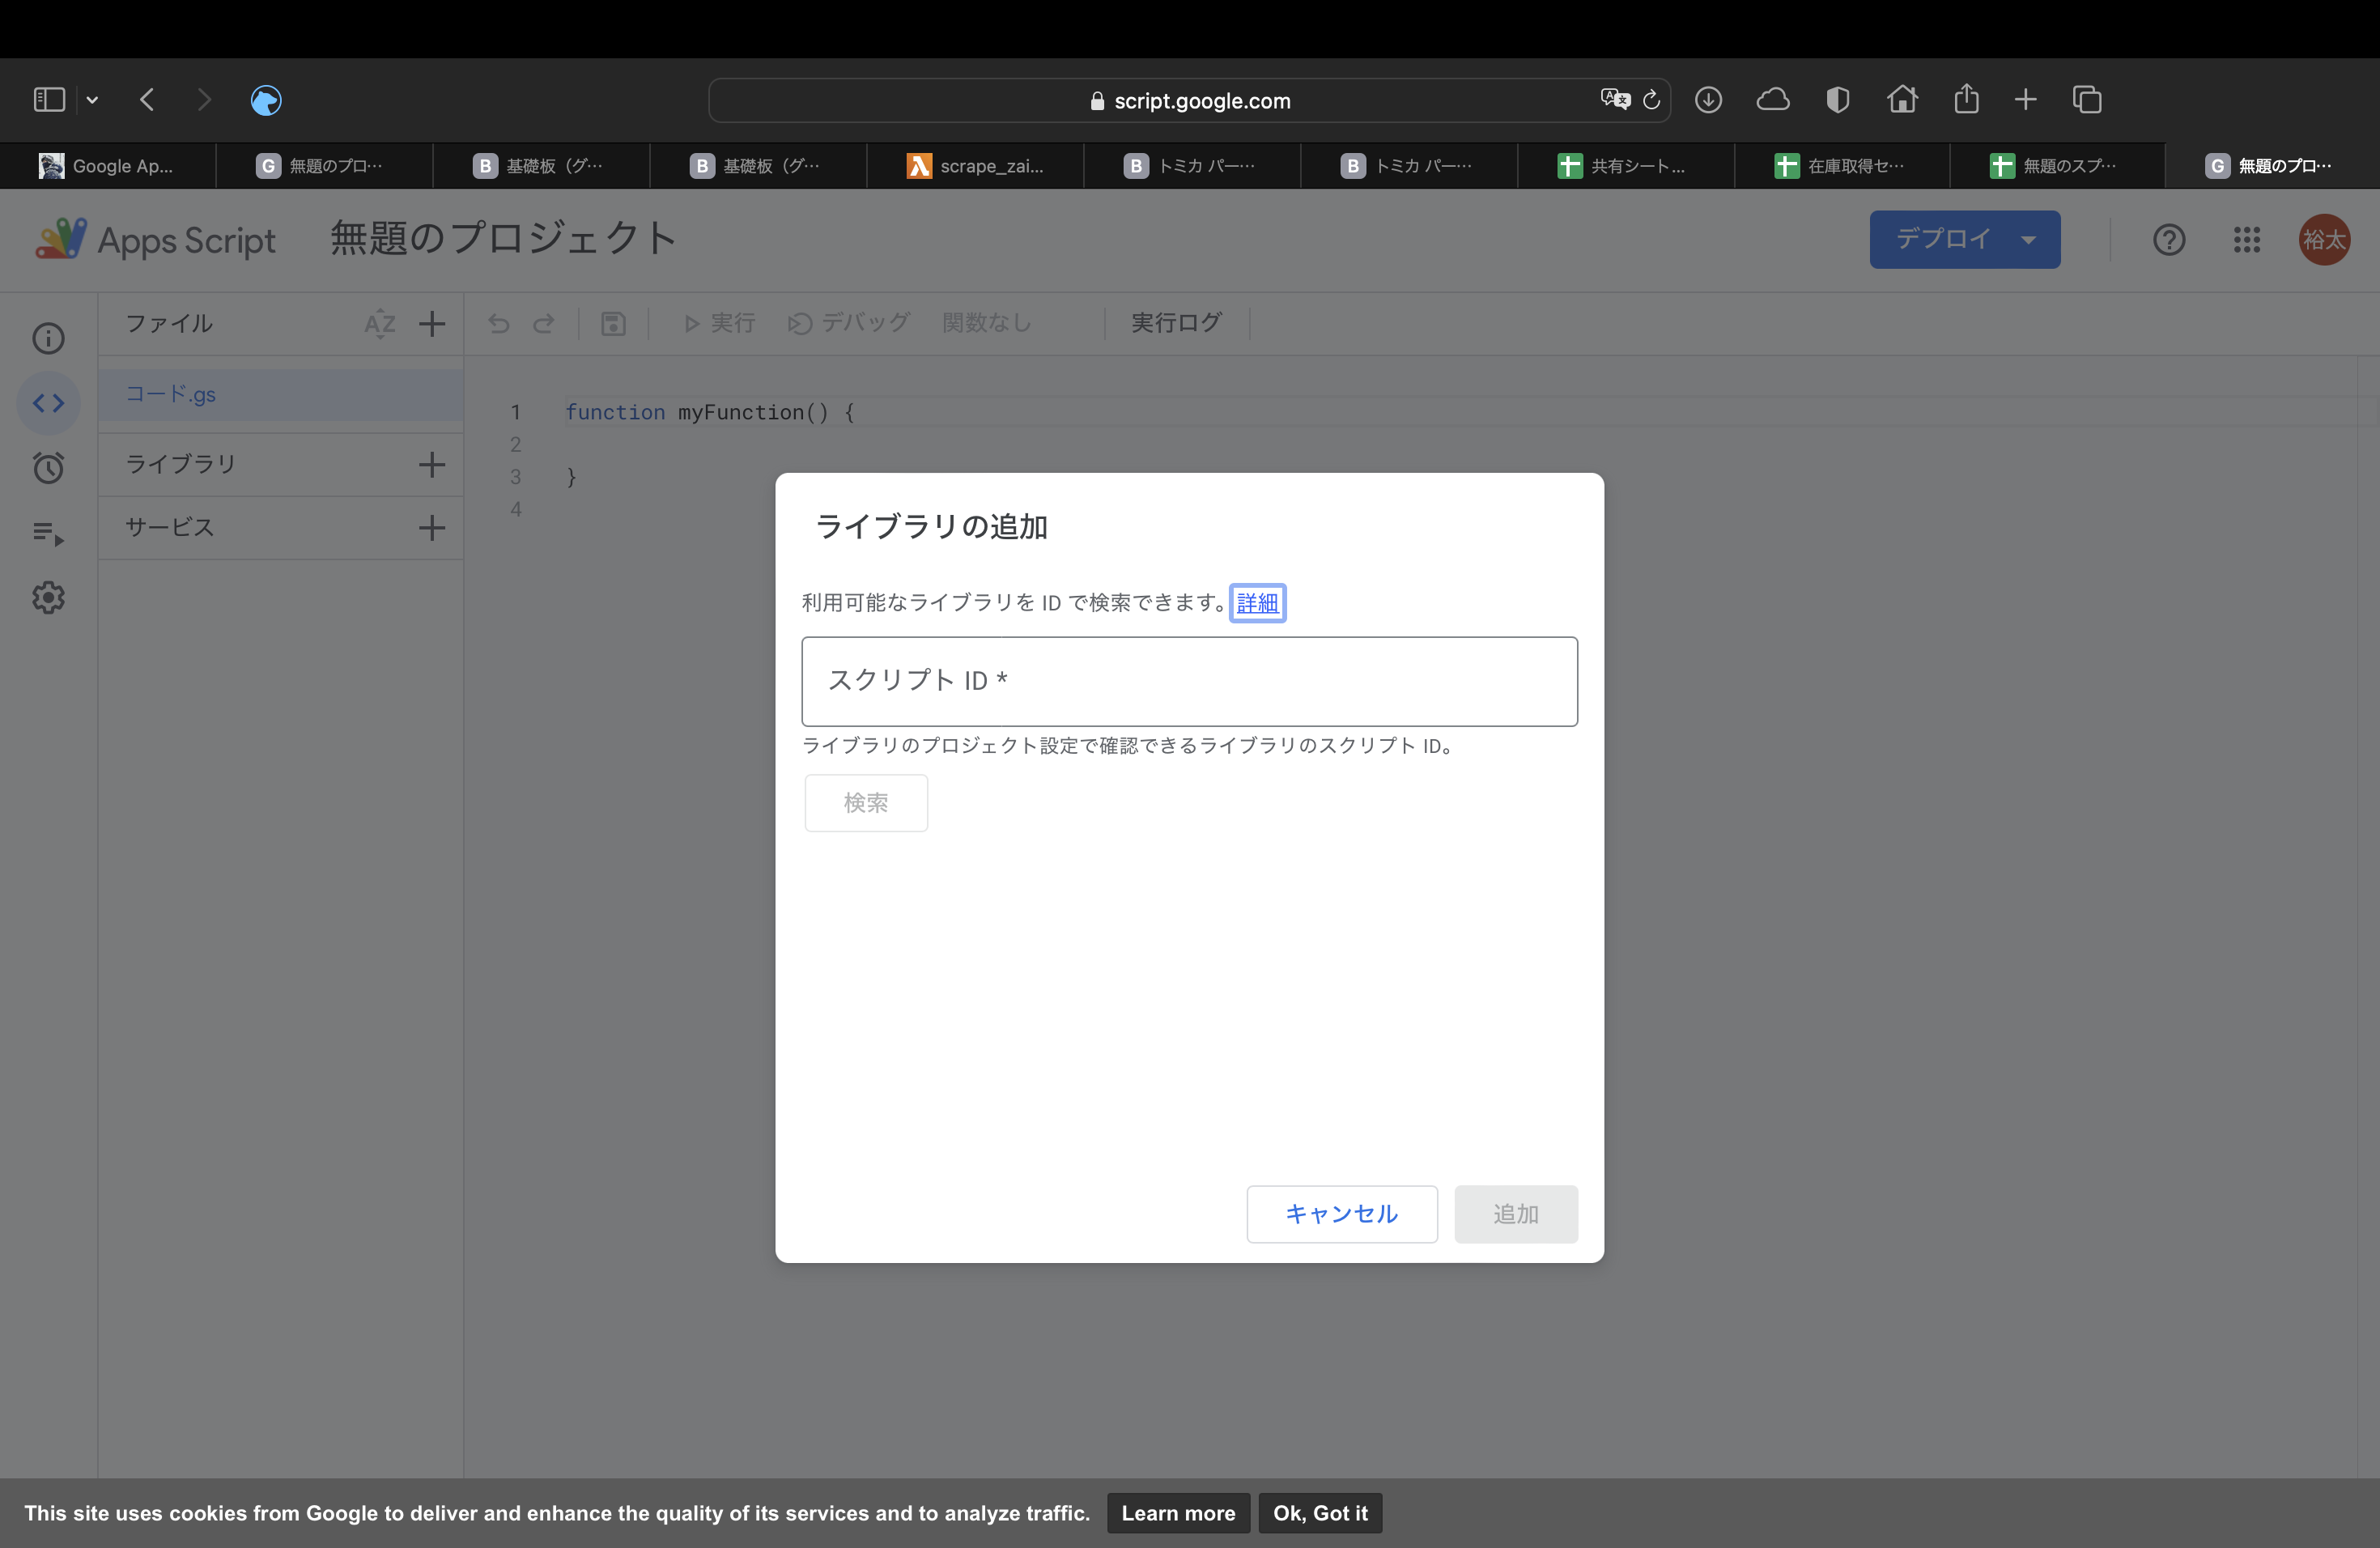 script.google.com
Google Ap...
G 無題のプロ…
B 基礎板（グ…
B 基礎板（グ…
scrape_zai...
B トミカ パー…
B トミカ パー…
共有シート...
在庫取得セ…
無題のスプ…
G 無題のプロ…
Apps Script 無題のプロジェクト
デプロイ
裕太
ファイル
AZ
実行 デバッグ 関数なし 実行ログ
コード.gs
ライブラリ
サービス
1 function myFunction() {
2
3 }
4
ライブラリの追加
利用可能なライブラリを ID で検索できます。詳細
スクリプト ID *
ライブラリのプロジェクト設定で確認できるライブラリのスクリプト ID。
検索
キャンセル 追加
This site uses cookies from Google to deliver and enhance the quality of its services and to analyze traffic. Learn more Ok, Got it